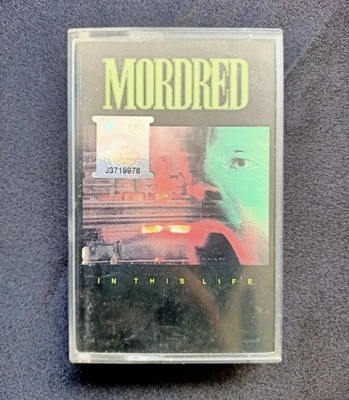 MORDRED
J3719978
IN THIS LIFE